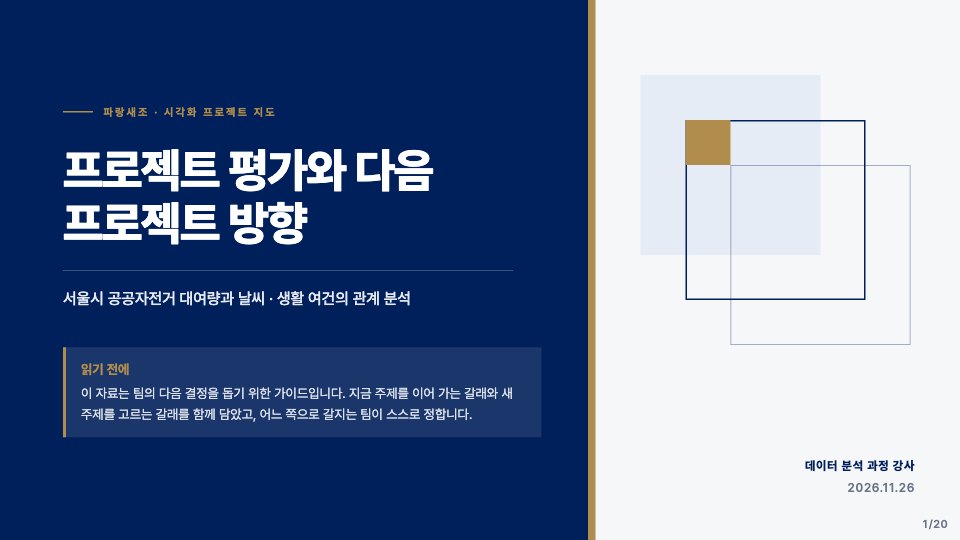 파랑새조 · 시각화 프로젝트 지도
프로젝트 평가와 다음
프로젝트 방향
서울시 공공자전거 대여량과 날씨 · 생활 여건의 관계 분석
읽기 전에
이 자료는 팀의 다음 결정을 돕기 위한 가이드입니다. 지금 주제를 이어 가는 갈래와 새
주제를 고르는 갈래를 함께 담았고, 어느 쪽으로 갈지는 팀이 스스로 정합니다.
데이터 분석 과정 강사
2026.11.26
1/20